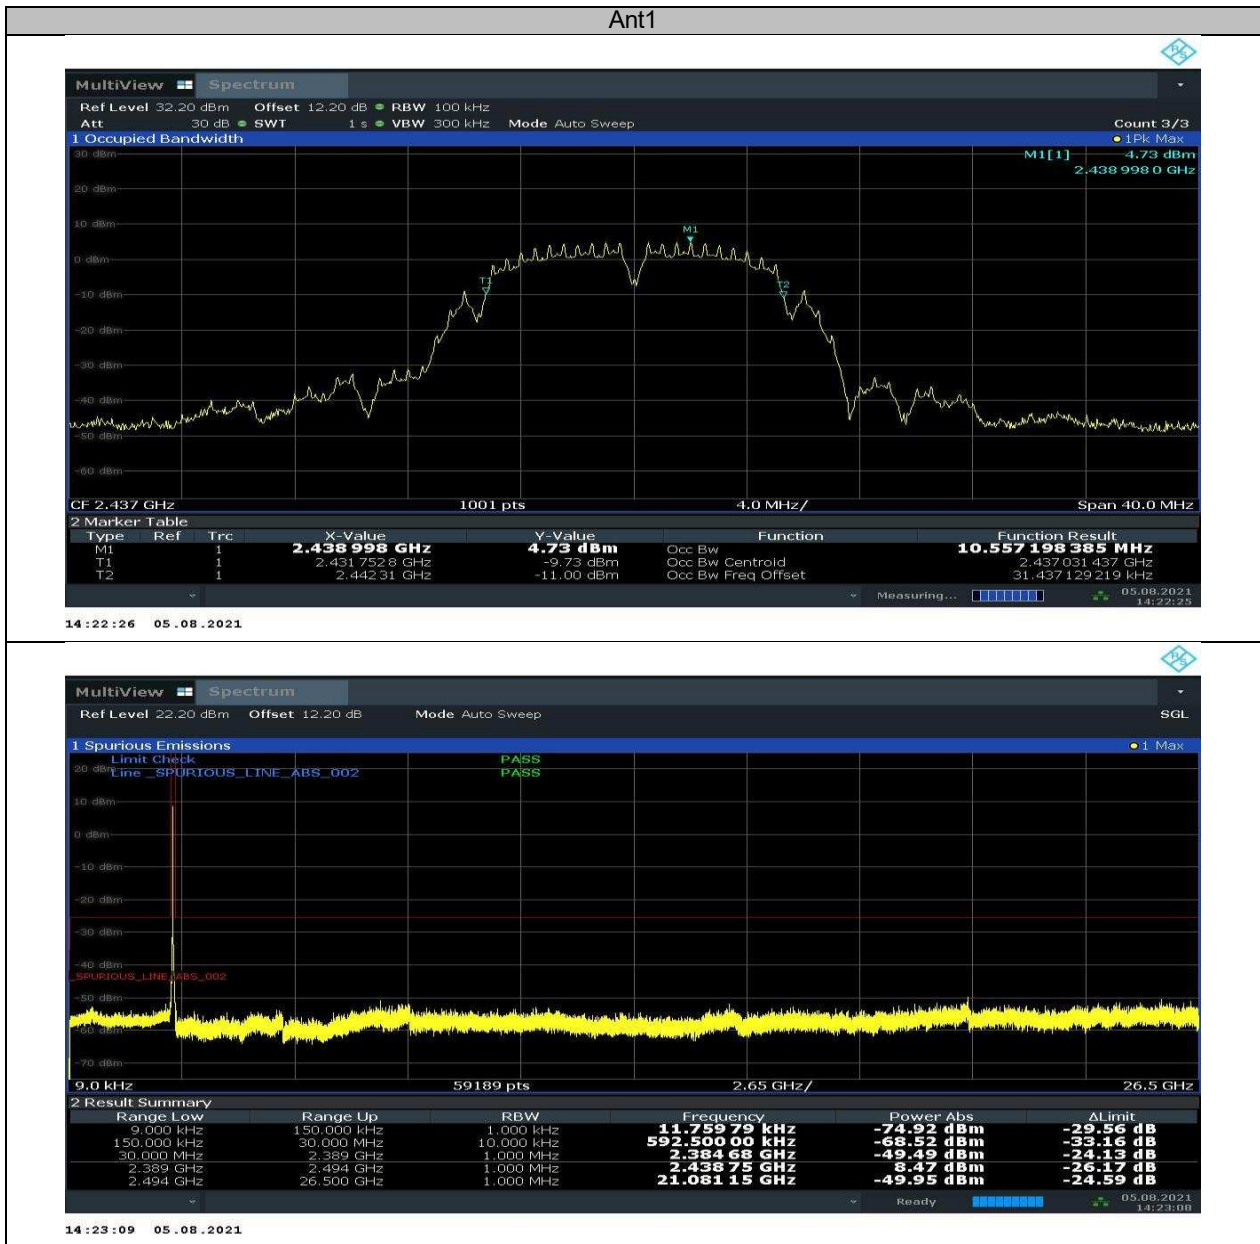 Ant1
R&S
MultiView Spectrum
Ref Level 32.20 dBm Offset 12.20 dB RBW 100 kHz
Att 30 dB SWT 1 s VBW 300 kHz Mode Auto Sweep Count 3/3
1 Occupied Bandwidth 1Pk Max
30 dBm M1[1] 4.73 dBm
2.438 998 0 GHz
20 dBm
10 dBm
M1
0 dBm
T1 T2
-10 dBm
-20 dBm
-30 dBm
-40 dBm
-50 dBm
-60 dBm
CF 2.437 GHz 1001 pts 4.0 MHz/ Span 40.0 MHz
2 Marker Table
Type Ref Trc X-Value Y-Value Function Function Result
M1 1 2.438 998 GHz 4.73 dBm Occ Bw 10.557 198 385 MHz
T1 1 2.431 752 8 GHz -9.73 dBm Occ Bw Centroid 2.437 031 437 GHz
T2 1 2.442 31 GHz -11.00 dBm Occ Bw Freq Offset 31.437 129 219 kHz
Measuring... 05.08.2021
14:22:25
14:22:26 05.08.2021
R&S
MultiView Spectrum
Ref Level 22.20 dBm Offset 12.20 dB Mode Auto Sweep SGL
1 Spurious Emissions 1 Max
Limit Check PASS
20 dBm Line _SPURIOUS_LINE_ABS_002 PASS
10 dBm
0 dBm
-10 dBm
-20 dBm
-30 dBm
-40 dBm
_SPURIOUS_LINE_ABS_002
-50 dBm
-60 dBm
-70 dBm
9.0 kHz 59189 pts 2.65 GHz/ 26.5 GHz
2 Result Summary
Range Low Range Up RBW Frequency Power Abs ΔLimit
9.000 kHz 150.000 kHz 1.000 kHz 11.759 79 kHz -74.92 dBm -29.56 dB
150.000 kHz 30.000 MHz 10.000 kHz 592.500 00 kHz -68.52 dBm -33.16 dB
30.000 MHz 2.389 GHz 1.000 MHz 2.384 68 GHz -49.49 dBm -24.13 dB
2.389 GHz 2.494 GHz 1.000 MHz 2.438 75 GHz 8.47 dBm -26.17 dB
2.494 GHz 26.500 GHz 1.000 MHz 21.081 15 GHz -49.95 dBm -24.59 dB
Ready 05.08.2021
14:23:08
14:23:09 05.08.2021